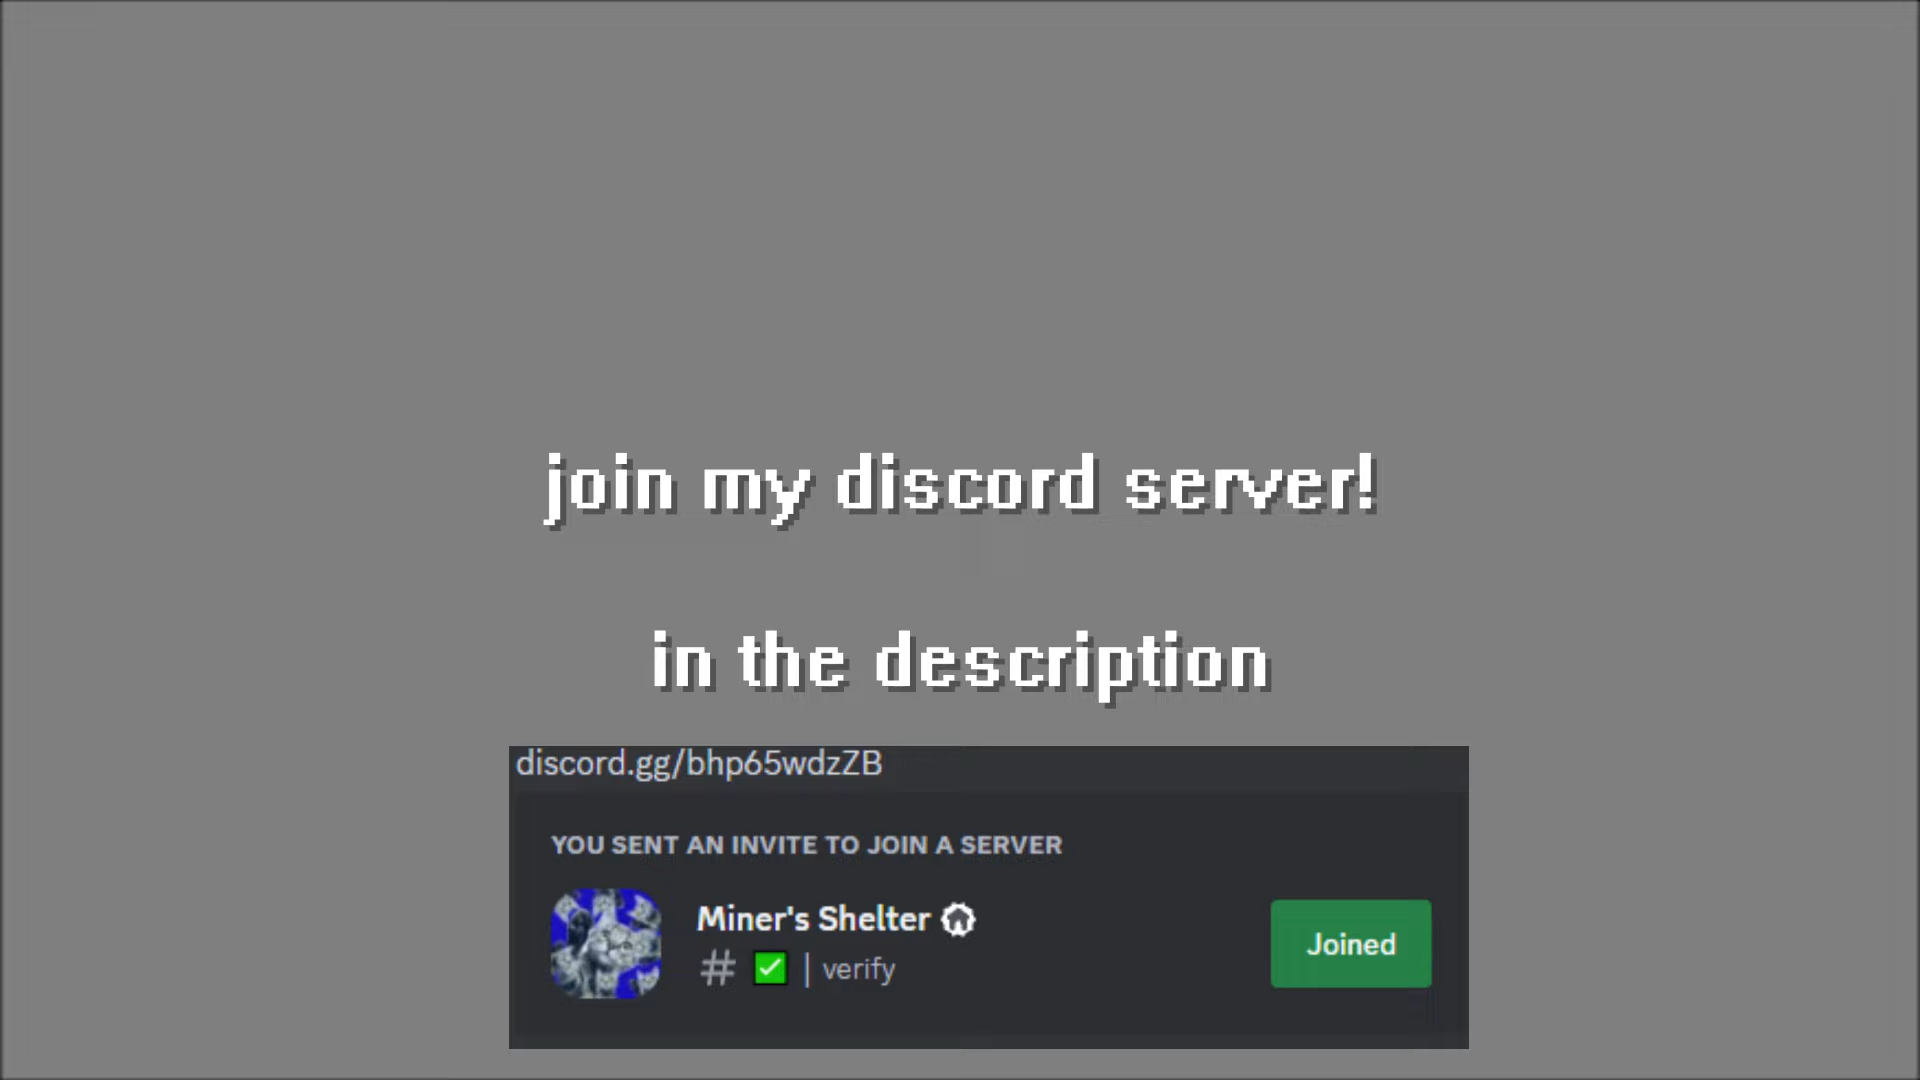 join my discord server!
in the description
discord.gg/bhp65wdzZB
YOU SENT AN INVITE TO JOIN A SERVER
Miner's Shelter
# ✅ | verify
Joined